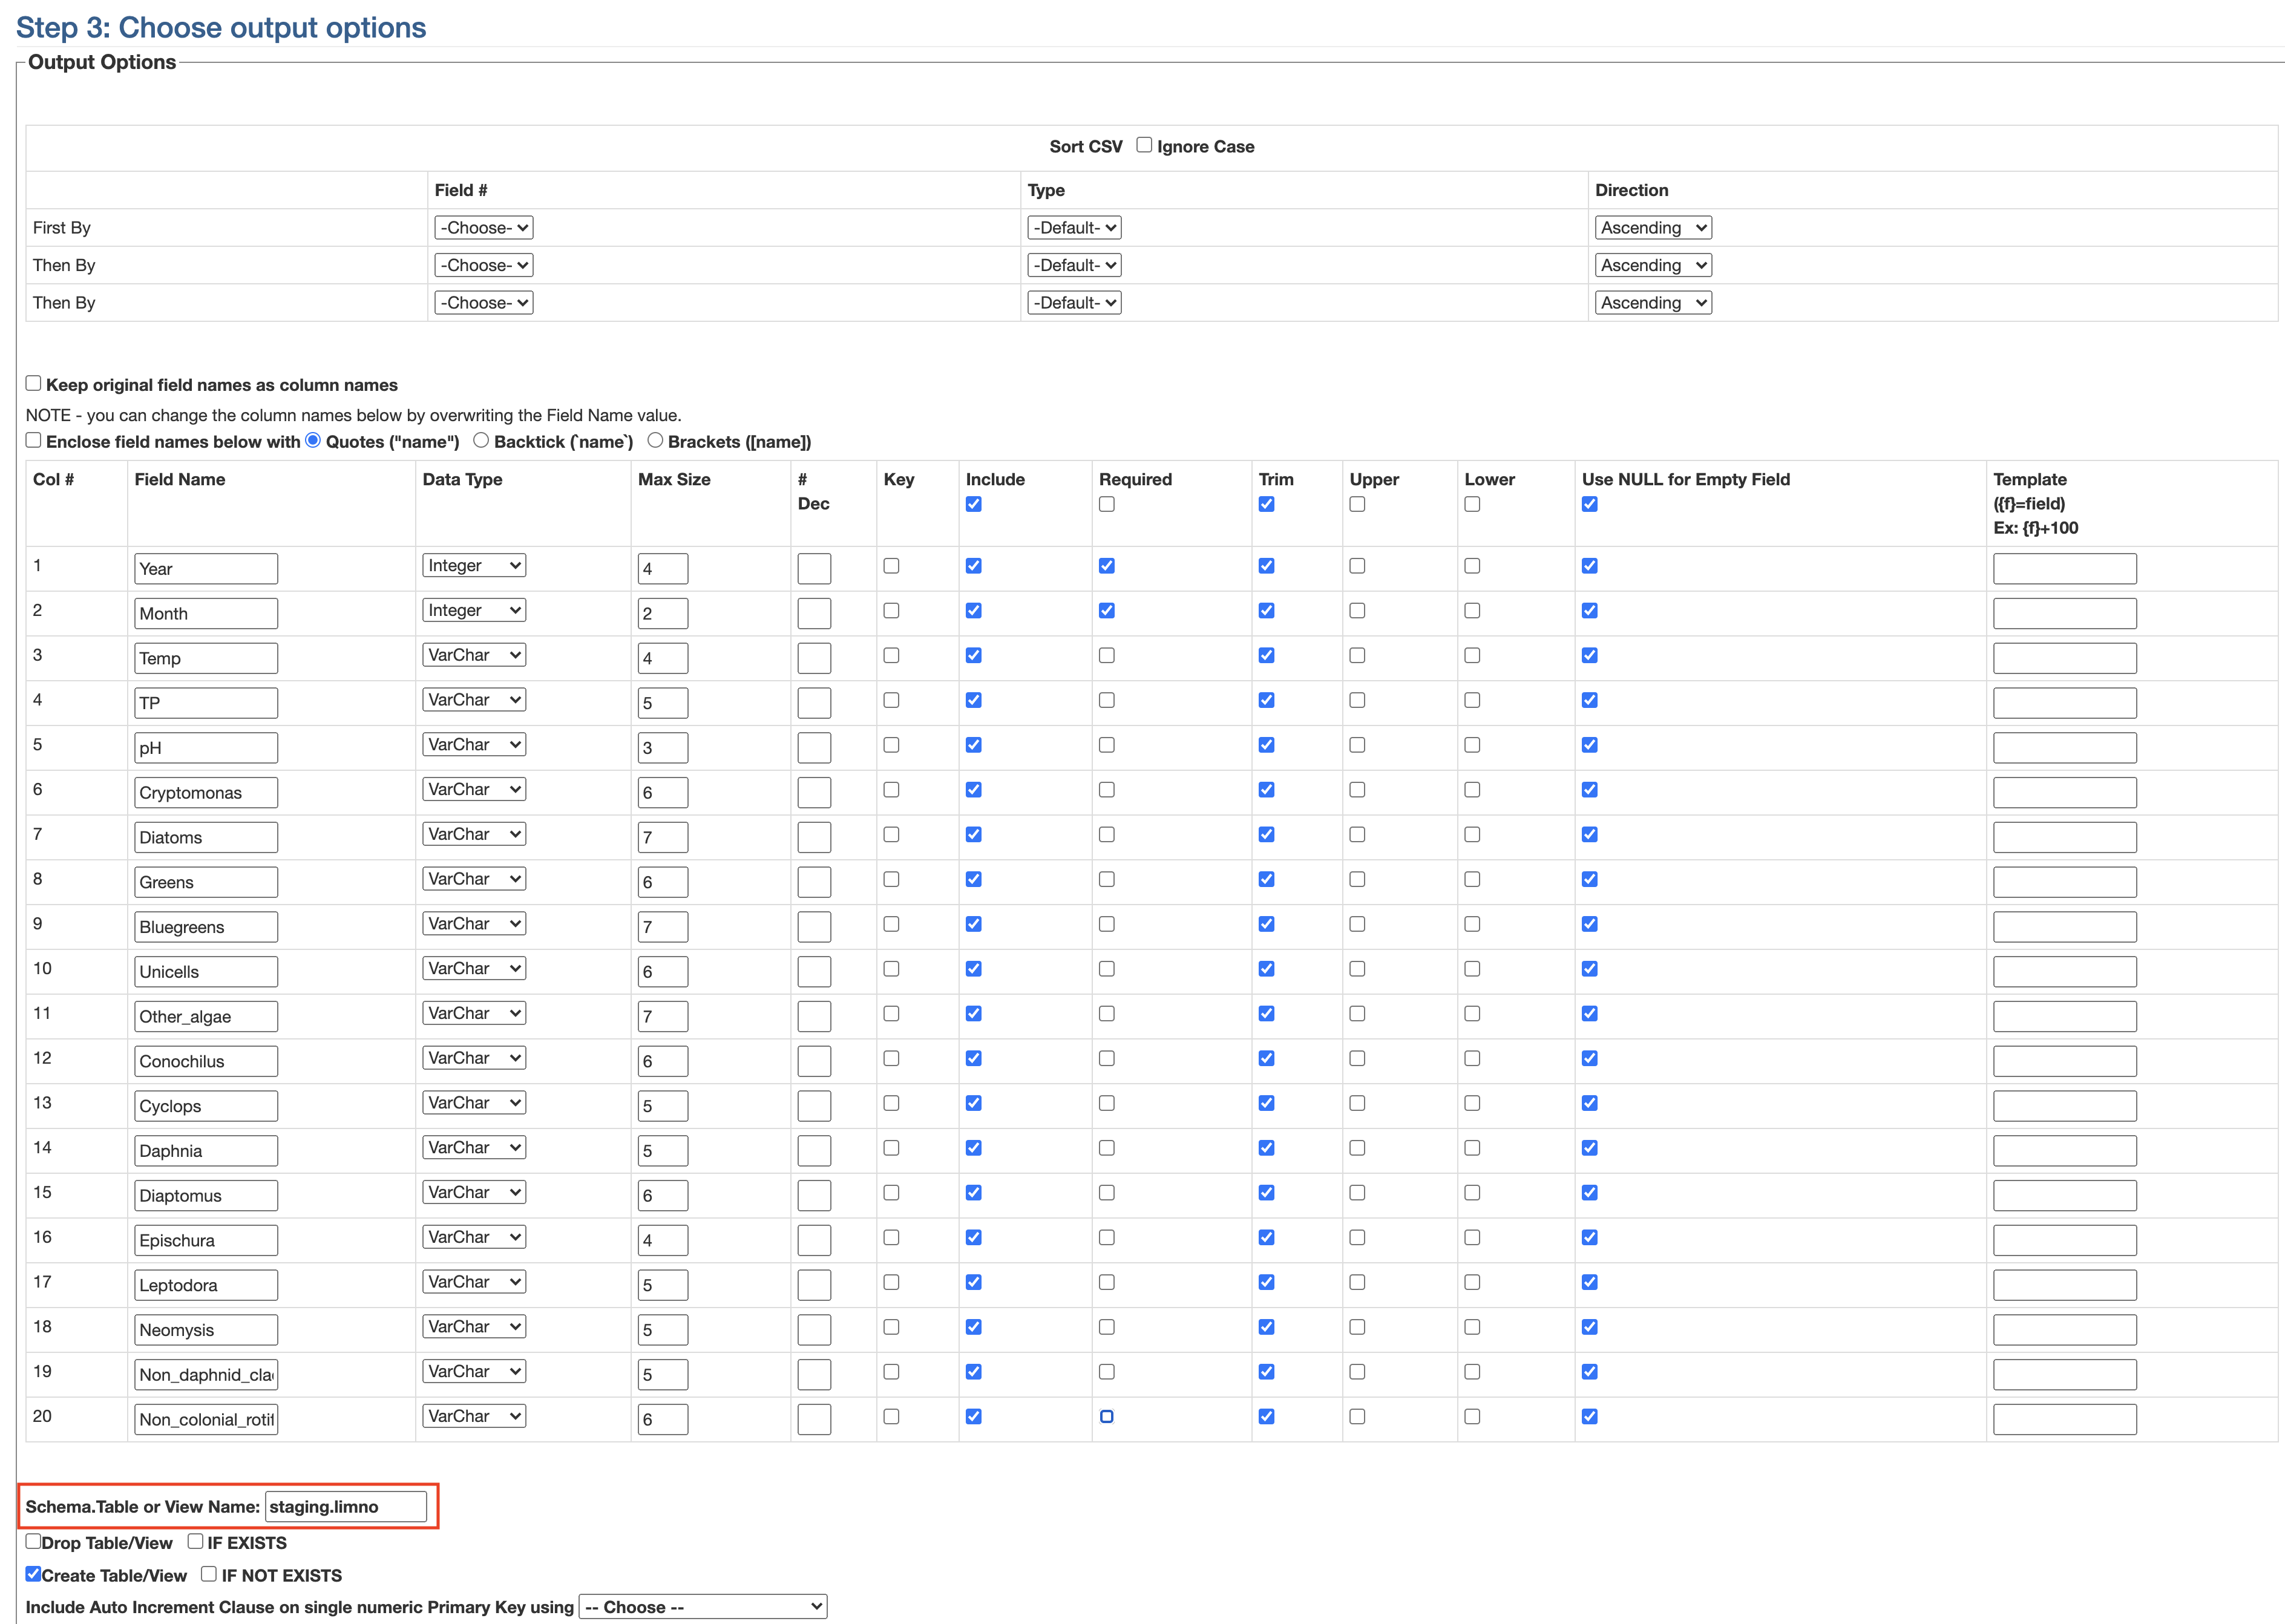 Step 3: Choose output options
Output Options
Sort CSV Ignore Case
Field # Type Direction
First By -Choose- -Default- Ascending
Then By -Choose- -Default- Ascending
Then By -Choose- -Default- Ascending
Keep original field names as column names
NOTE - you can change the column names below by overwriting the Field Name value.
Enclose field names below with Quotes ("name") Backtick (`name`) Brackets ([name])
Col # Field Name Data Type Max Size # Dec Key Include Required Trim Upper Lower Use NULL for Empty Field Template ({f}=field) Ex: {f}+100
1 Year Integer 4
2 Month Integer 2
3 Temp VarChar 4
4 TP VarChar 5
5 pH VarChar 3
6 Cryptomonas VarChar 6
7 Diatoms VarChar 7
8 Greens VarChar 6
9 Bluegreens VarChar 7
10 Unicells VarChar 6
11 Other_algae VarChar 7
12 Conochilus VarChar 6
13 Cyclops VarChar 5
14 Daphnia VarChar 5
15 Diaptomus VarChar 6
16 Epischura VarChar 4
17 Leptodora VarChar 5
18 Neomysis VarChar 5
19 Non_daphnid_cla VarChar 5
20 Non_colonial_roti VarChar 6
Schema.Table or View Name: staging.limno
Drop Table/View IF EXISTS
Create Table/View IF NOT EXISTS
Include Auto Increment Clause on single numeric Primary Key using -- Choose --